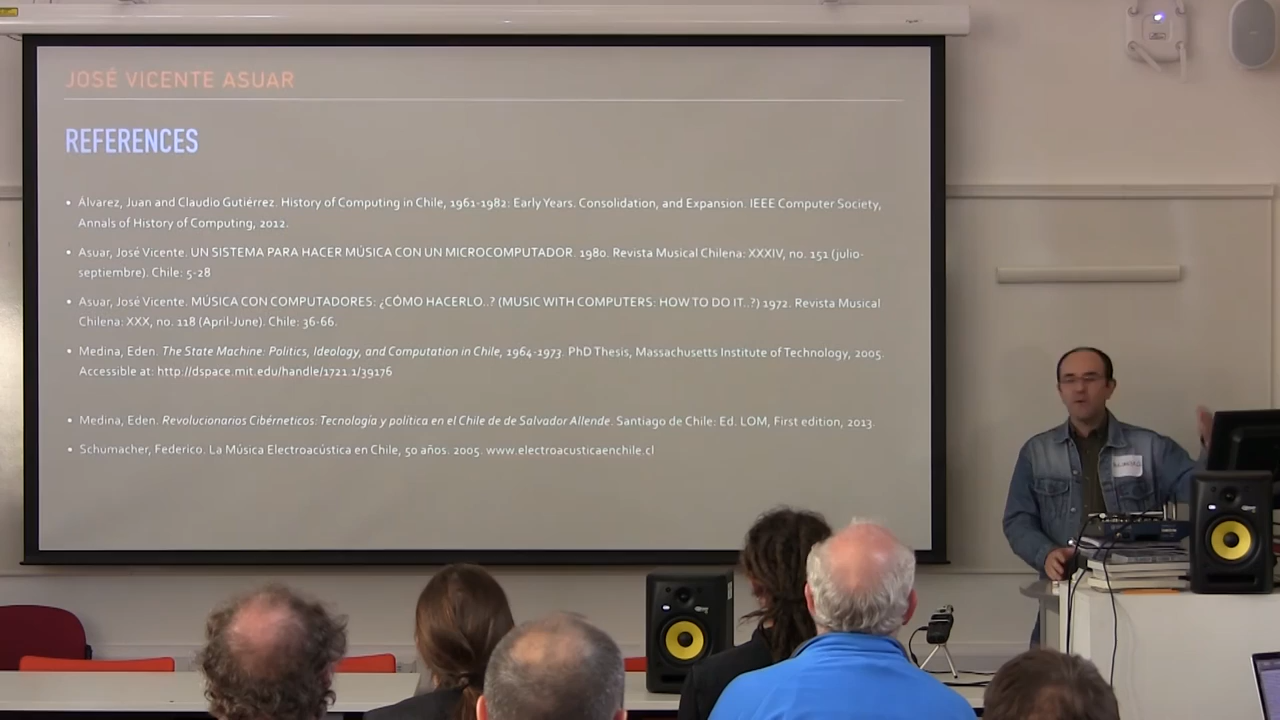 JOSÉ VICENTE ASUAR
REFERENCES
• Álvarez, Juan and Claudio Gutiérrez. History of Computing in Chile, 1961-1982: Early Years. Consolidation, and Expansion. IEEE Computer Society,
Annals of History of Computing, 2012.
• Asuar, José Vicente. UN SISTEMA PARA HACER MÚSICA CON UN MICROCOMPUTADOR. 1980. Revista Musical Chilena: XXXIV, no. 151 (julio-
septiembre). Chile: 5-28
• Asuar, José Vicente. MÚSICA CON COMPUTADORES: ¿CÓMO HACERLO..? (MUSIC WITH COMPUTERS: HOW TO DO IT..?) 1972. Revista Musical
Chilena: XXX, no. 118 (April-June). Chile: 36-66.
• Medina, Eden. The State Machine: Politics, Ideology, and Computation in Chile, 1964-1973. PhD Thesis, Massachusetts Institute of Technology, 2005.
Accessible at: http://dspace.mit.edu/handle/1721.1/39176
• Medina, Eden. Revolucionarios Cibérneticos: Tecnología y política en el Chile de de Salvador Allende. Santiago de Chile: Ed. LOM, First edition, 2013.
• Schumacher, Federico. La Música Electroacústica en Chile, 50 años. 2005. www.electroacusticaenchile.cl